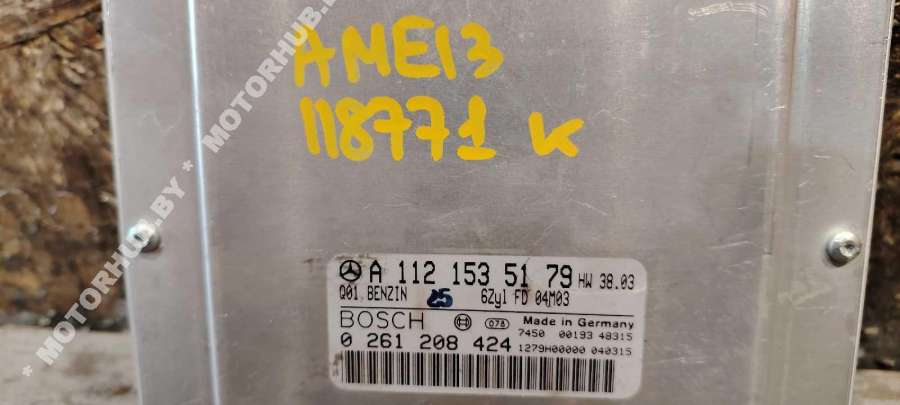 AME13
118771 K
A 112 153 51 79 HW 38.03
Q01 BENZIN 25 6Zyl FD 04M03
BOSCH 078 Made in Germany
7450 00193 48315
0 261 208 424 1279H00000 040315
* MOTORHUB.BY * MOTORHUB.BY